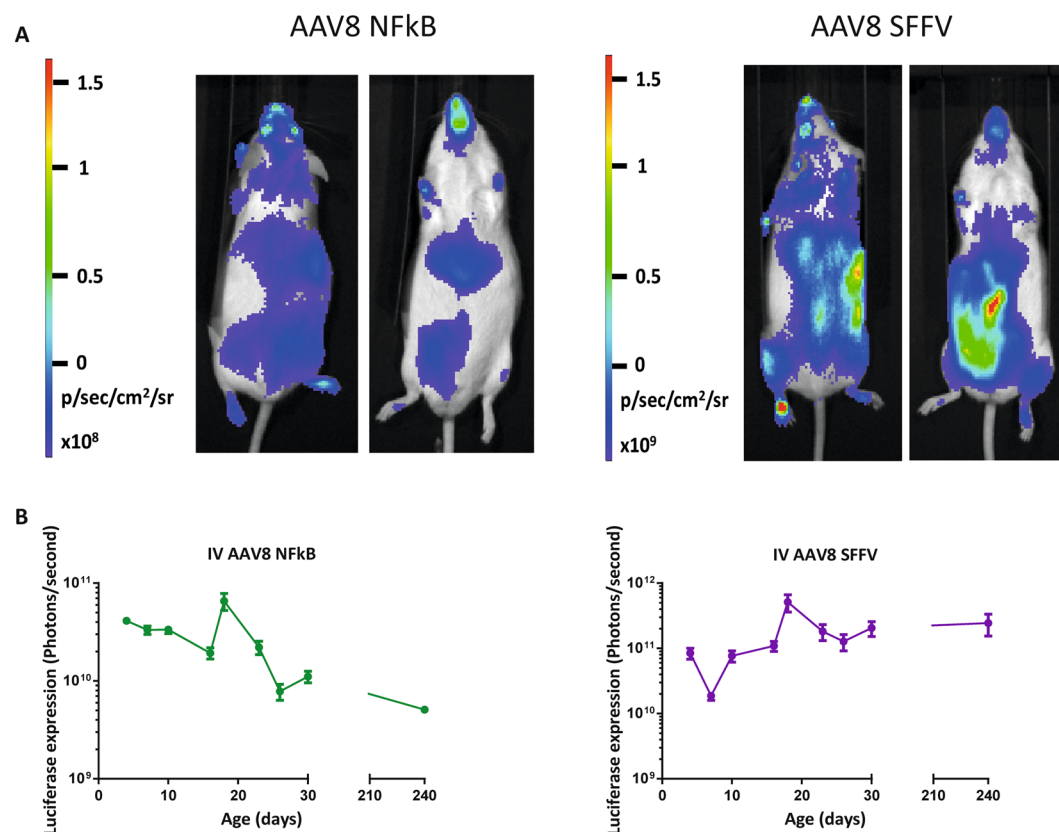 A
AAV8 NFkB
1.5
1
0.5
0
p/sec/cm²/sr
x10⁸
AAV8 SFFV
1.5
1
0.5
0
p/sec/cm²/sr
x10⁹
B
IV AAV8 NFkB
Luciferase expression (Photons/second)
10¹¹
10¹⁰
10⁹
0
10
20
30
210
240
Age (days)
IV AAV8 SFFV
Luciferase expression (Photons/second)
10¹²
10¹¹
10¹⁰
10⁹
0
10
20
30
210
240
Age (days)